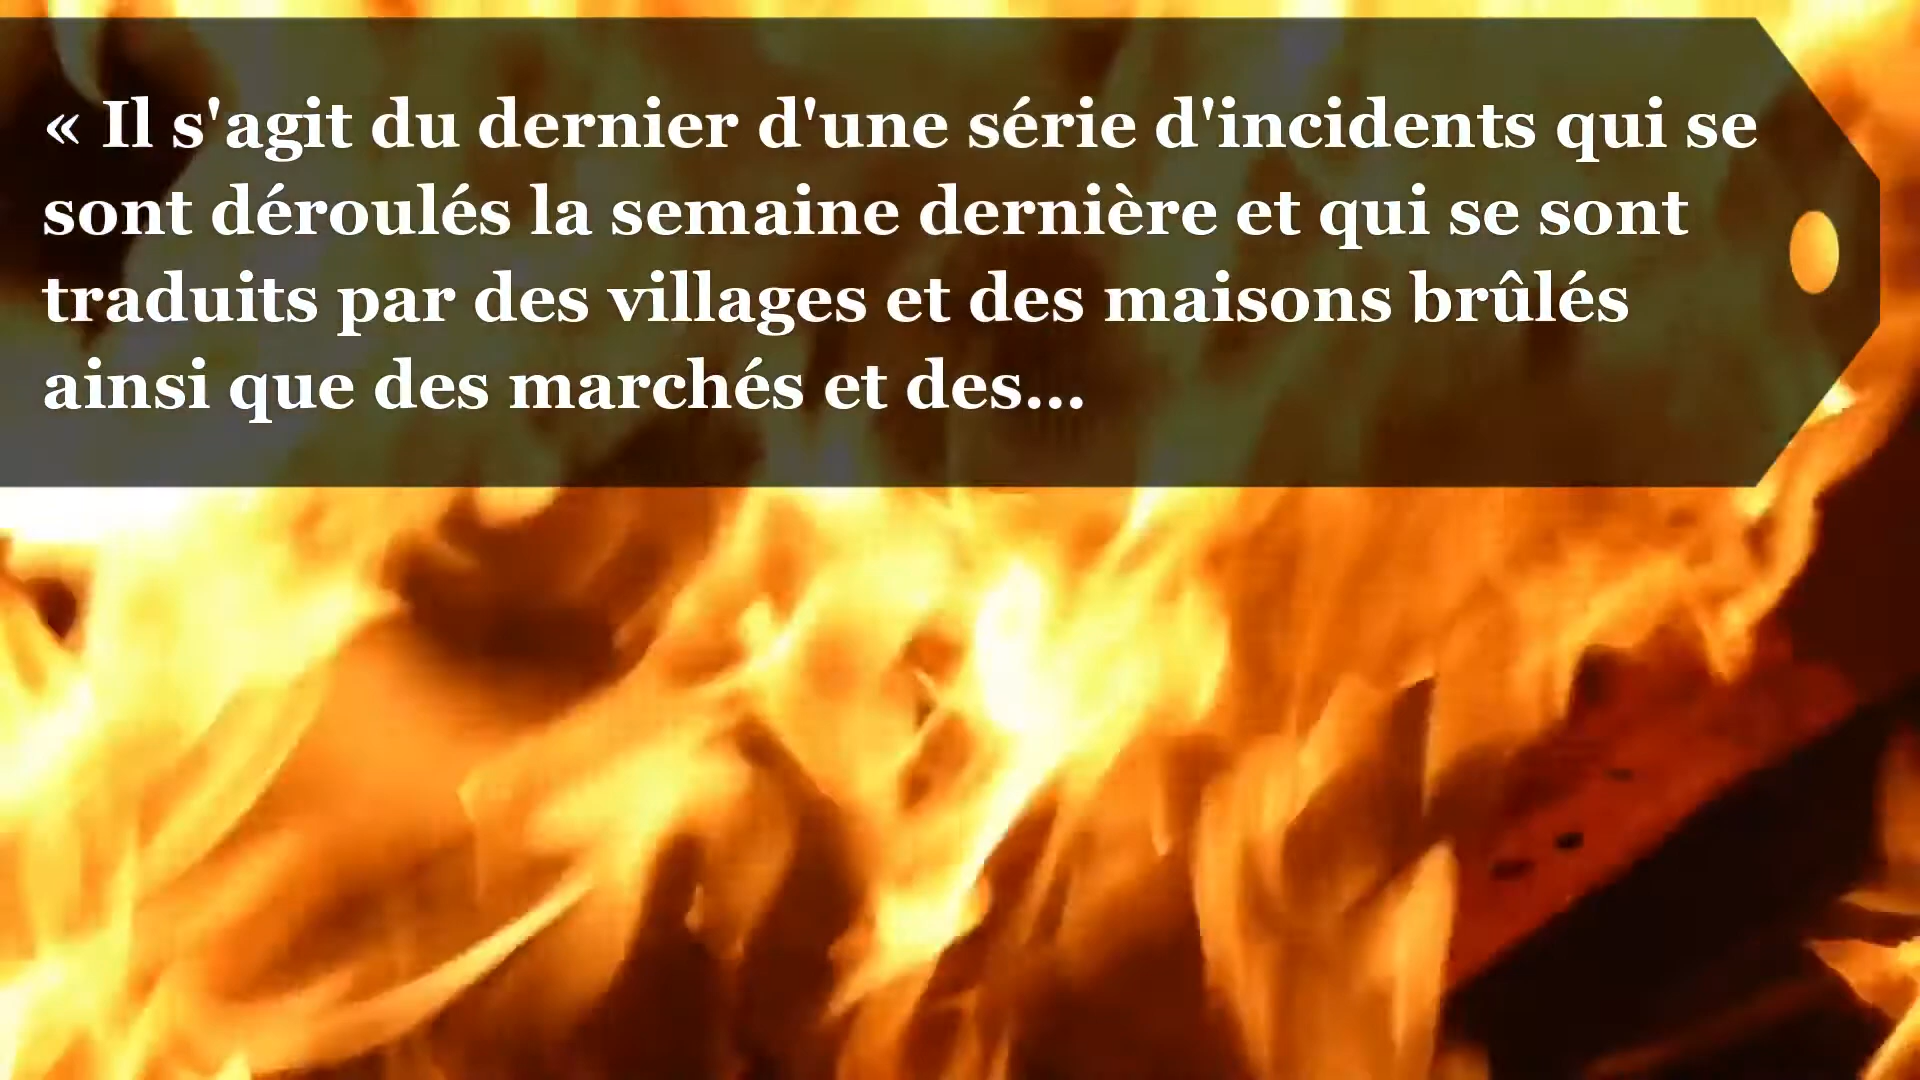 « Il s'agit du dernier d'une série d'incidents qui se
sont déroulés la semaine dernière et qui se sont
traduits par des villages et des maisons brûlés
ainsi que des marchés et des...